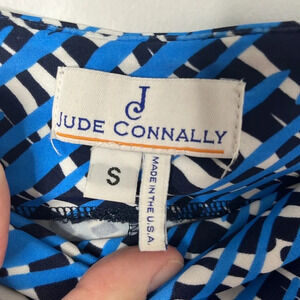 JC
JUDE CONNALLY
S
MADE IN THE U.S.A.